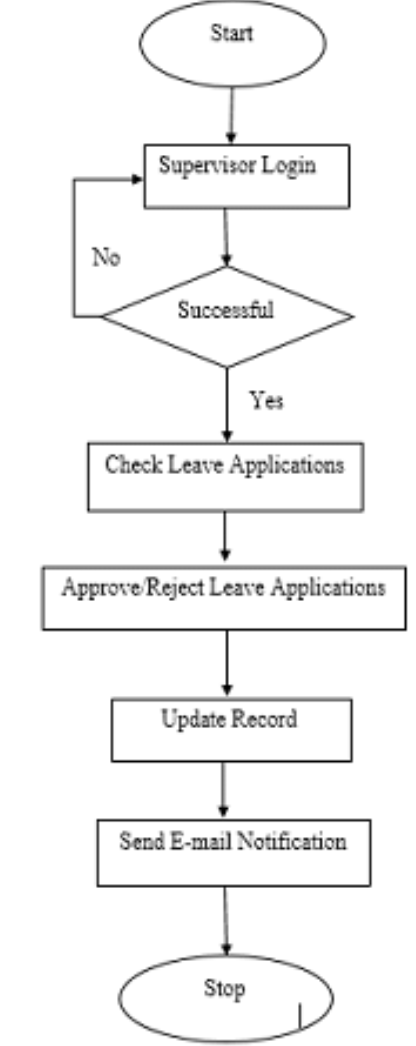 Start
Supervisor Login
No
Successful
Yes
Check Leave Applications
Approve/Reject Leave Applications
Update Record
Send E-mail Notification
Stop